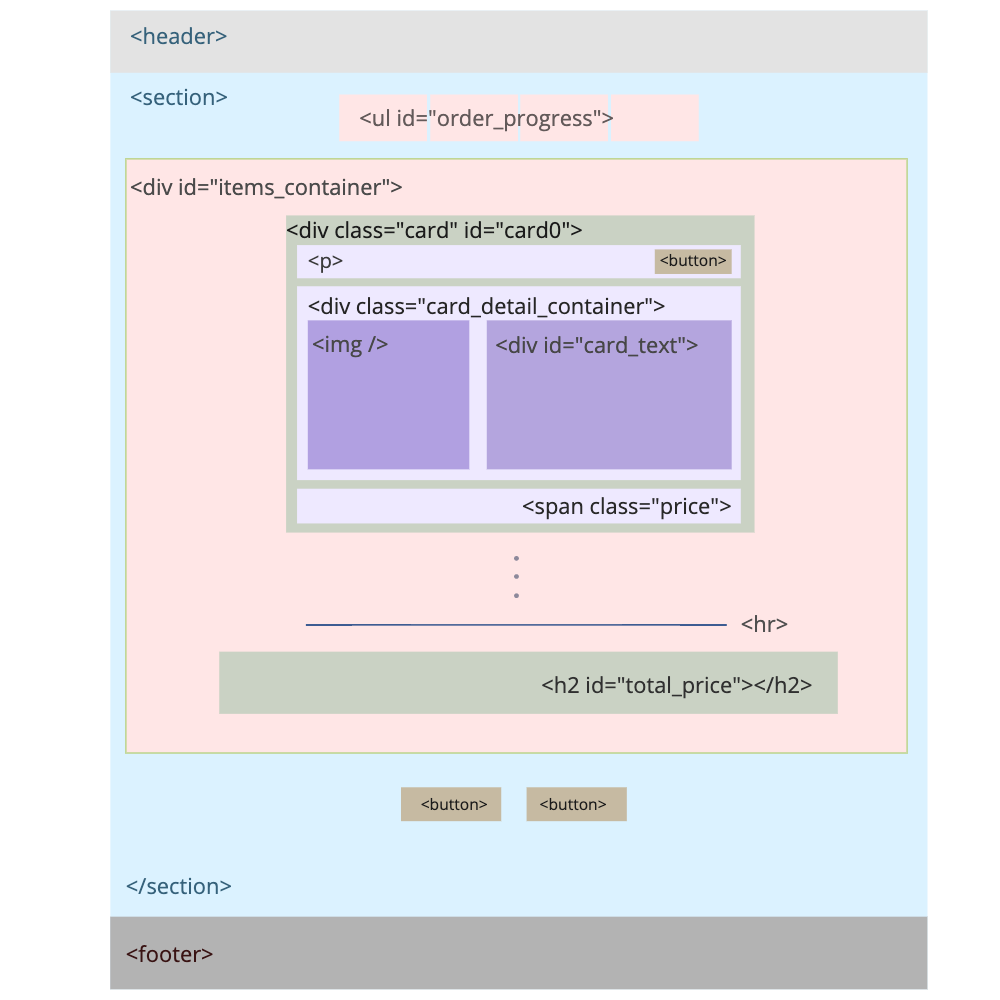 <header>
<section>
<ul id="order_progress">
<div id="items_container">
<div class="card" id="card0">
<p>
<button>
<div class="card_detail_container">
<img />
<div id="card_text">
<span class="price">
<hr>
<h2 id="total_price"></h2>
<button>
<button>
</section>
<footer>